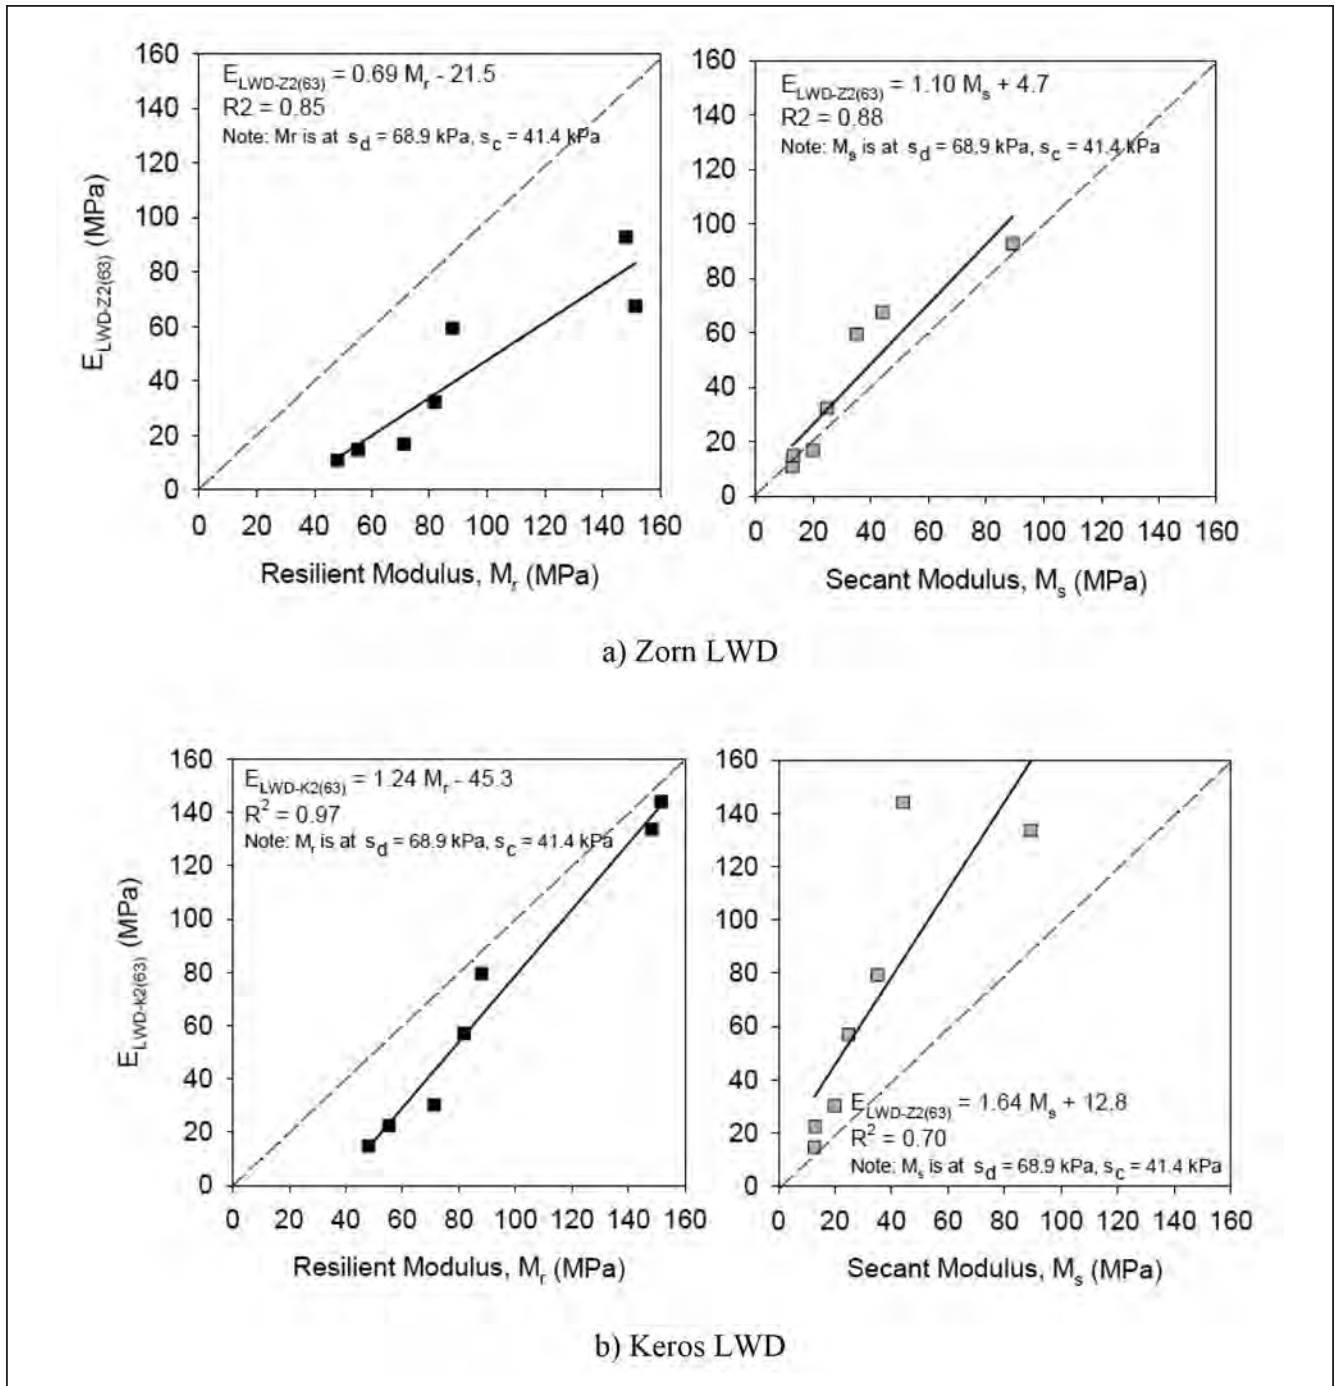 E_LWD-Z2(63) = 0.69 M_r - 21.5
R2 = 0.85
Note: Mr is at s_d = 68.9 kPa, s_c = 41.4 kPa
160
140
120
100
80
60
40
20
0
E_LWD-Z2(63) (MPa)
0 20 40 60 80 100 120 140 160
Resilient Modulus, M_r (MPa)
E_LWD-Z2(63) = 1.10 M_s + 4.7
R2 = 0.88
Note: M_s is at s_d = 68.9 kPa, s_c = 41.4 kPa
160
140
120
100
80
60
40
20
0
0 20 40 60 80 100 120 140 160
Secant Modulus, M_s (MPa)
a) Zorn LWD
E_LWD-K2(63) = 1.24 M_r - 45.3
R² = 0.97
Note: M_r is at s_d = 68.9 kPa, s_c = 41.4 kPa
160
140
120
100
80
60
40
20
0
E_LWD-k2(63) (MPa)
0 20 40 60 80 100 120 140 160
Resilient Modulus, M_r (MPa)
160
140
120
100
80
60
40
20
0
E_LWD-Z2(63) = 1.64 M_s + 12.8
R² = 0.70
Note: M_s is at s_d = 68.9 kPa, s_c = 41.4 kPa
0 20 40 60 80 100 120 140 160
Secant Modulus, M_s (MPa)
b) Keros LWD